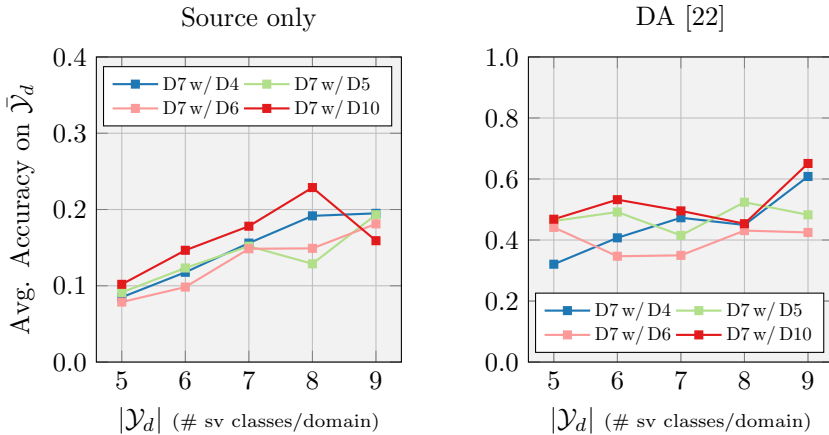 Source only
Avg. Accuracy on $\bar{\mathcal{Y}}_d$
0.4
0.3
0.2
0.1
0.0
D7 w/ D4
D7 w/ D5
D7 w/ D6
D7 w/ D10
5 6 7 8 9
|𝒴_d| (# sv classes/domain)
DA [22]
1.0
0.8
0.6
0.4
0.2
0.0
D7 w/ D4
D7 w/ D5
D7 w/ D6
D7 w/ D10
5 6 7 8 9
|𝒴_d| (# sv classes/domain)